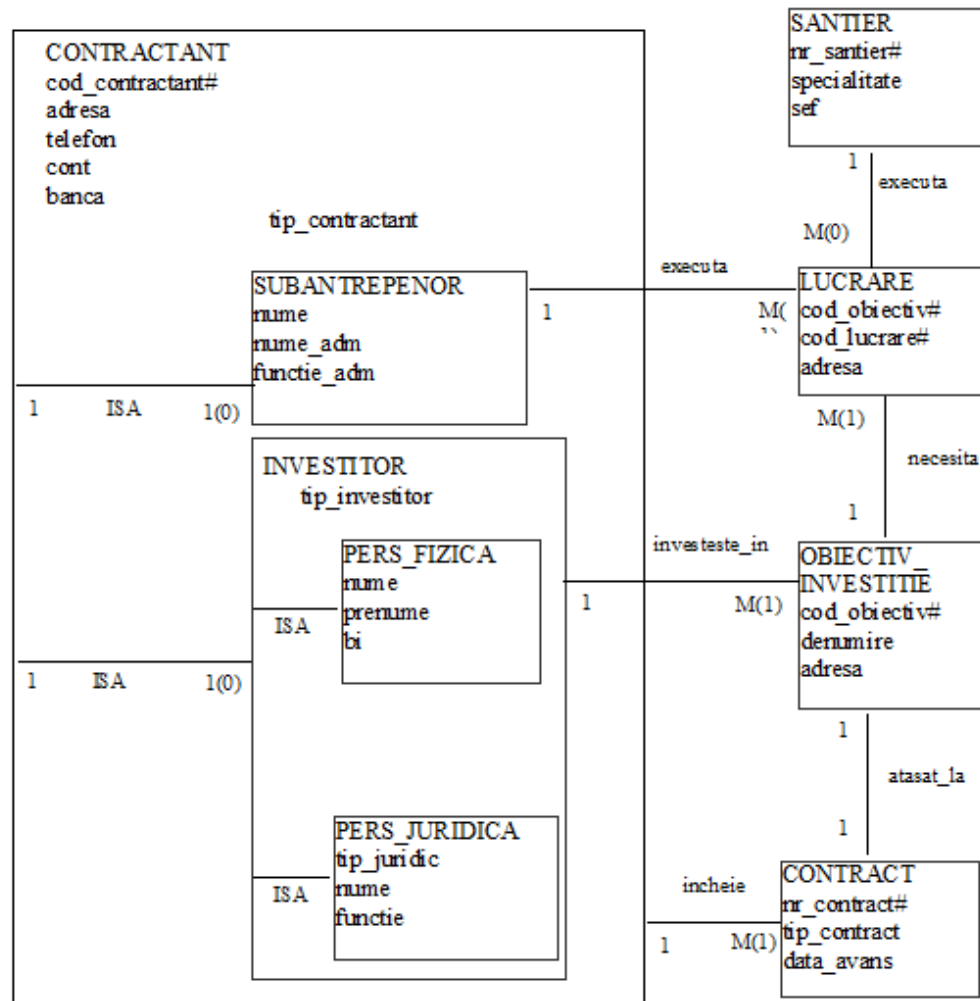 CONTRACTANT
cod_contractant#
adresa
telefon
cont
banca
tip_contractant
SUBANTREPENOR
nume
nume_adm
functie_adm
1 ISA 1(0)
INVESTITOR
tip_investitor
PERS_FIZICA
nume
prenume
bi
ISA
1 ISA 1(0)
PERS_JURIDICA
tip_juridic
nume
functie
ISA
SANTIER
nr_santier#
specialitate
sef
1
executa
M(0)
executa
1
M(
LUCRARE
cod_obiectiv#
cod_lucrare#
adresa
M(1)
necesita
1
investeste_in
1 M(1)
OBIECTIV_
INVESTITIE
cod_obiectiv#
denumire
adresa
1
atasat_la
1
incheie
1 M(1)
CONTRACT
nr_contract#
tip_contract
data_avans